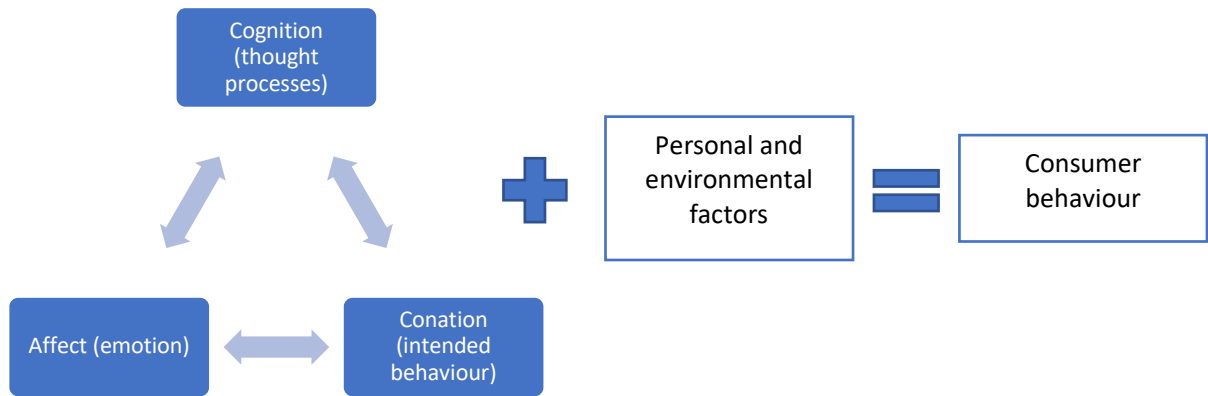 Cognition
(thought
processes)
Personal and
environmental
factors
Consumer
behaviour
Affect (emotion)
Conation
(intended
behaviour)